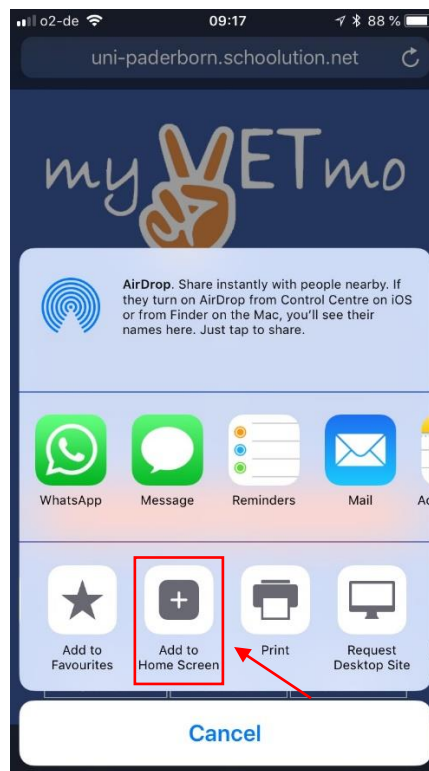 o2-de 09:17 88 %
uni-paderborn.schoolution.net
my VET mo
AirDrop. Share instantly with people nearby. If
they turn on AirDrop from Control Centre on iOS
or from Finder on the Mac, you'll see their
names here. Just tap to share.
WhatsApp Message Reminders Mail
Add to Add to Print Request
Favourites Home Screen Desktop Site
Cancel